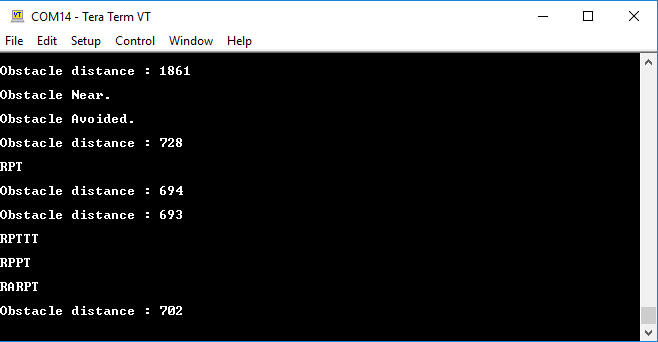 COM14 - Tera Term VT
File Edit Setup Control Window Help
Obstacle distance : 1861
Obstacle Near.
Obstacle Avoided.
Obstacle distance : 728
RPT
Obstacle distance : 694
Obstacle distance : 693
RPTTT
RPPT
RARPT
Obstacle distance : 702